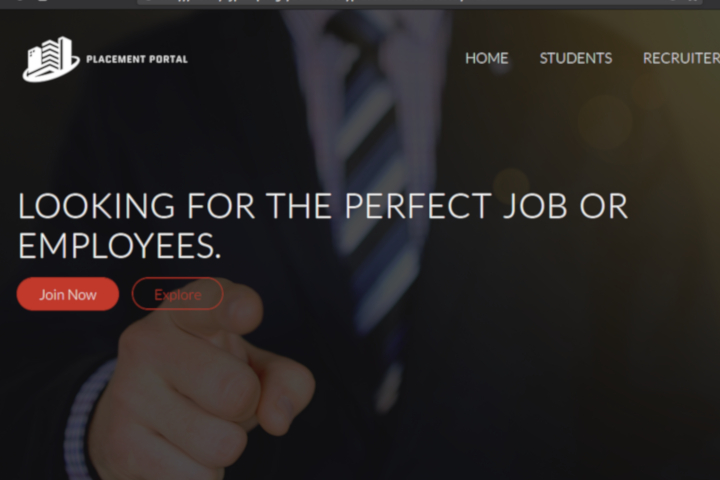 PLACEMENT PORTAL
HOME STUDENTS RECRUITER
LOOKING FOR THE PERFECT JOB OR
EMPLOYEES.
Join Now Explore